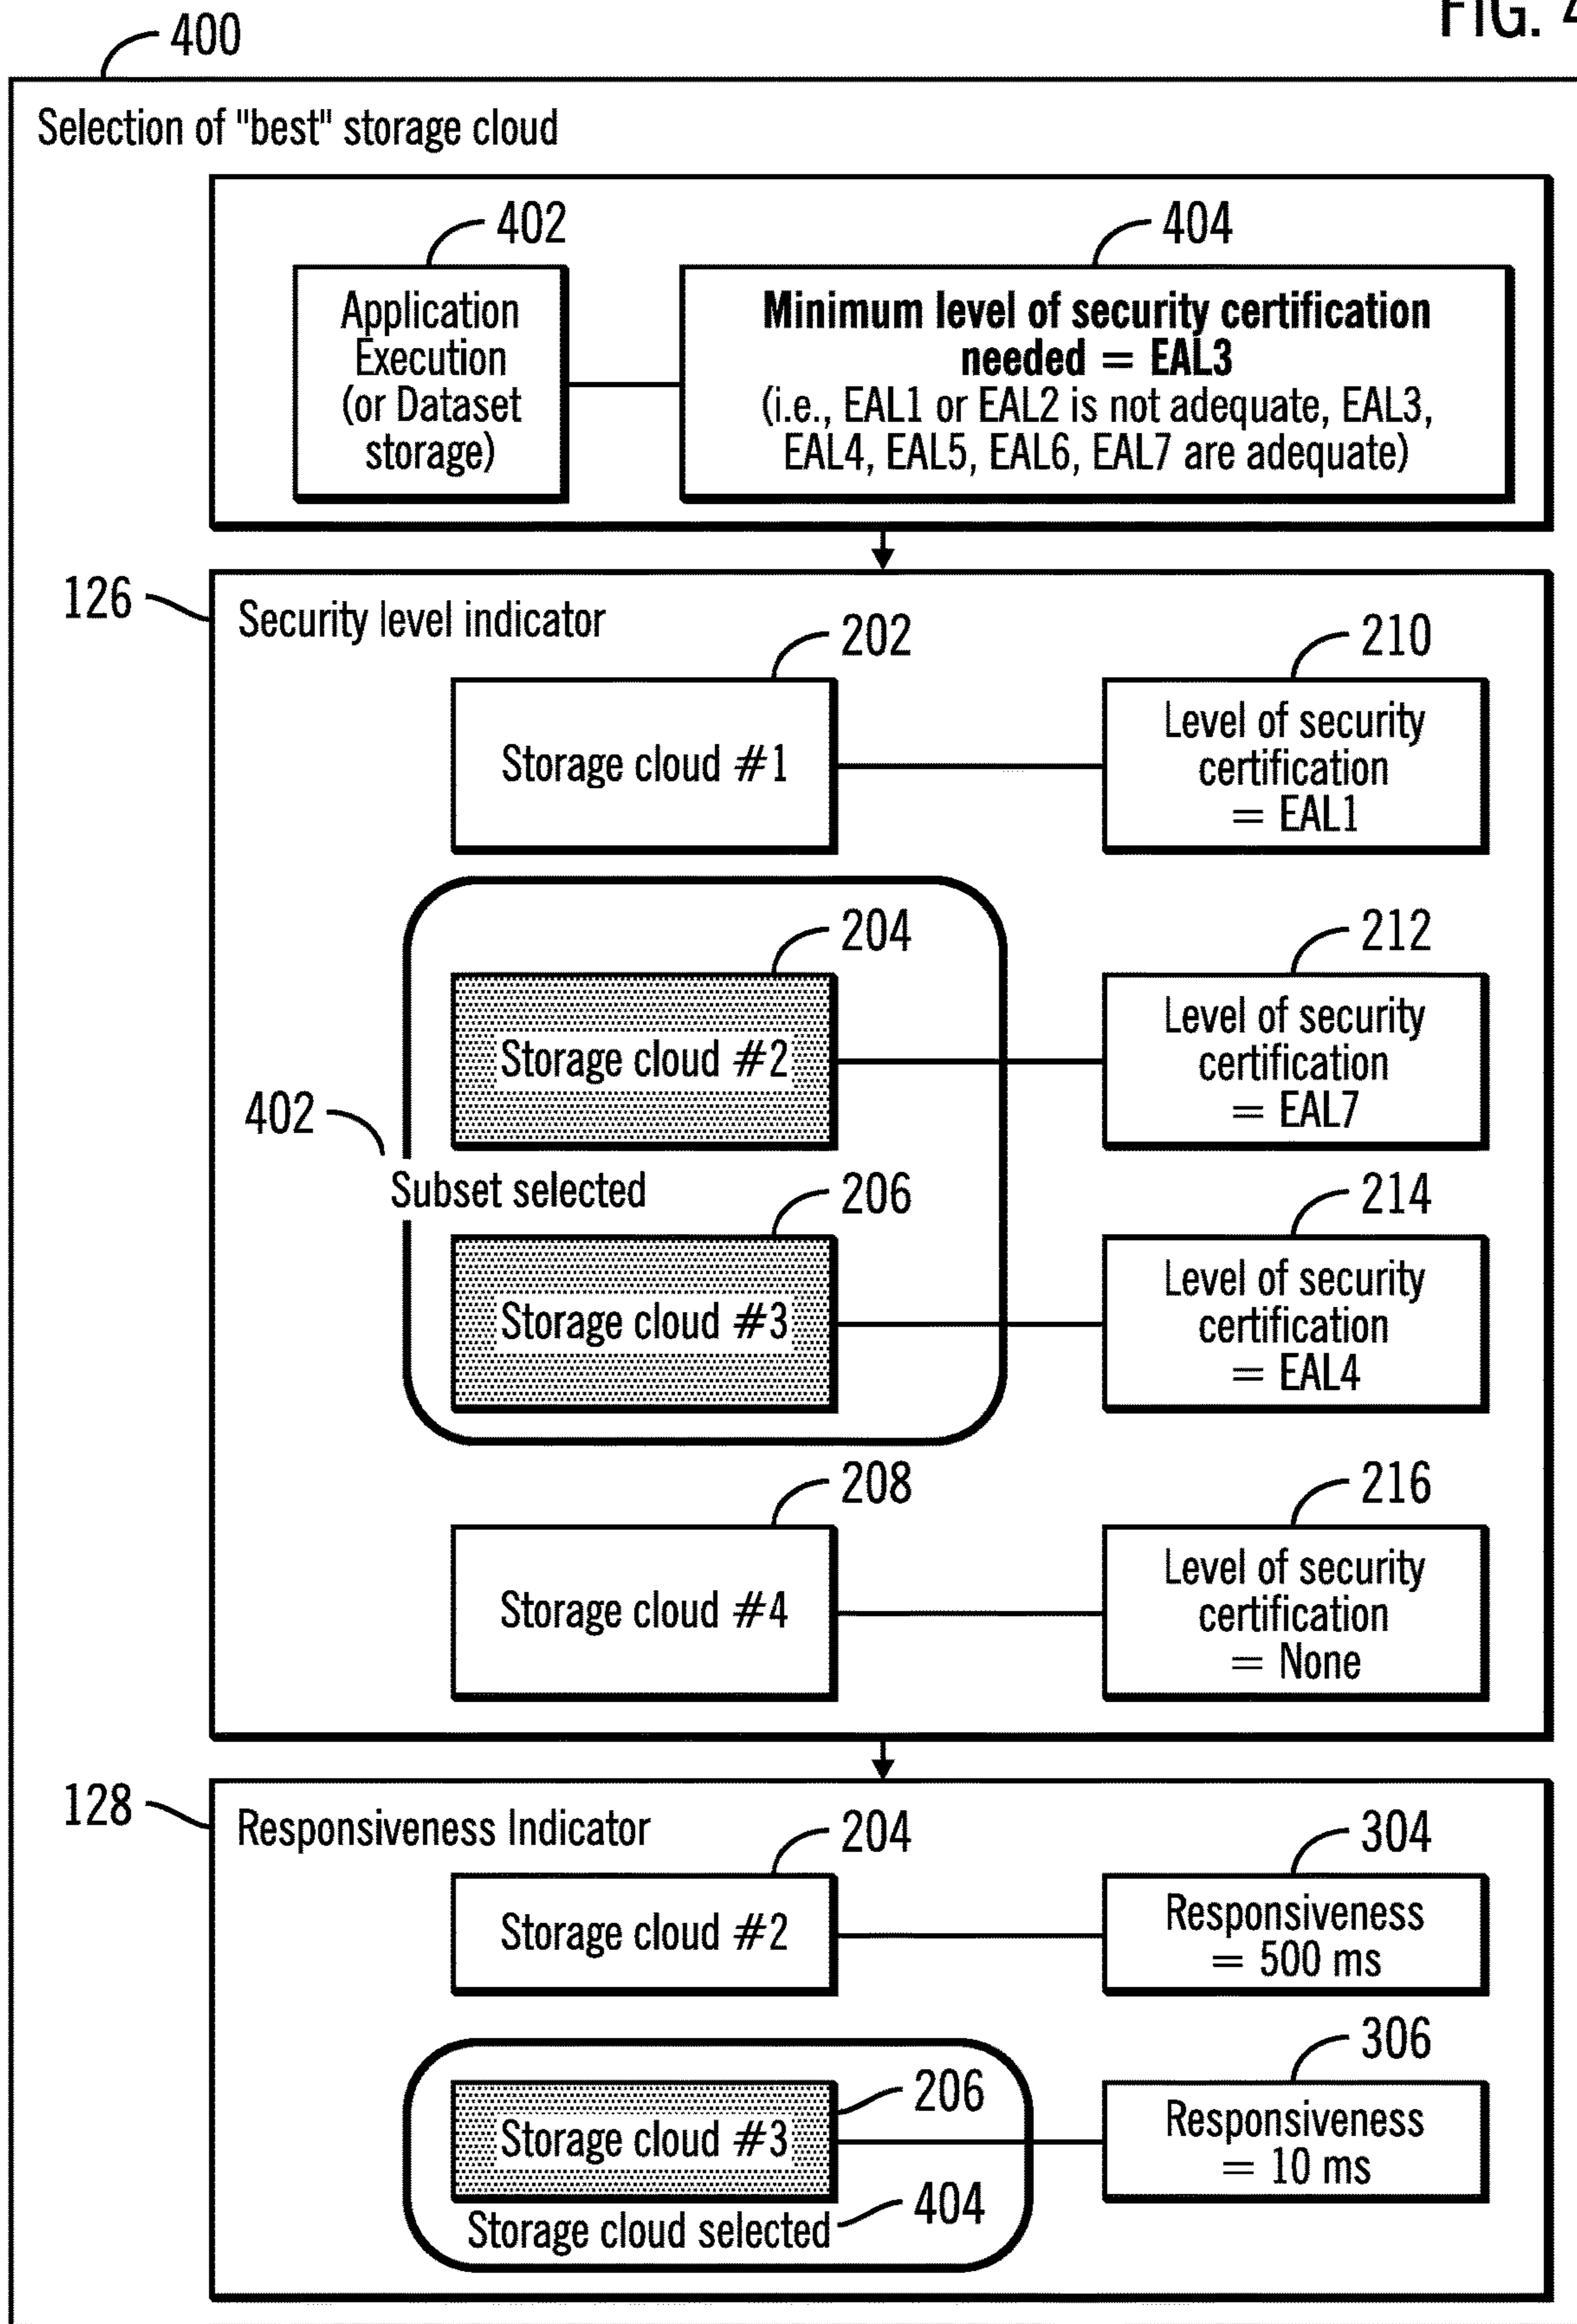 FIG. 4
400
Selection of "best" storage cloud
402
404
Application
Execution
(or Dataset
storage)
Minimum level of security certification
needed = EAL3
(i.e., EAL1 or EAL2 is not adequate, EAL3,
EAL4, EAL5, EAL6, EAL7 are adequate)
126
Security level indicator
202
210
Storage cloud #1
Level of security
certification
= EAL1
204
212
Storage cloud #2
Level of security
certification
= EAL7
402
Subset selected
206
214
Storage cloud #3
Level of security
certification
= EAL4
208
216
Storage cloud #4
Level of security
certification
= None
128
Responsiveness Indicator
204
304
Storage cloud #2
Responsiveness
= 500 ms
306
206
Storage cloud #3
Responsiveness
= 10 ms
Storage cloud selected
404